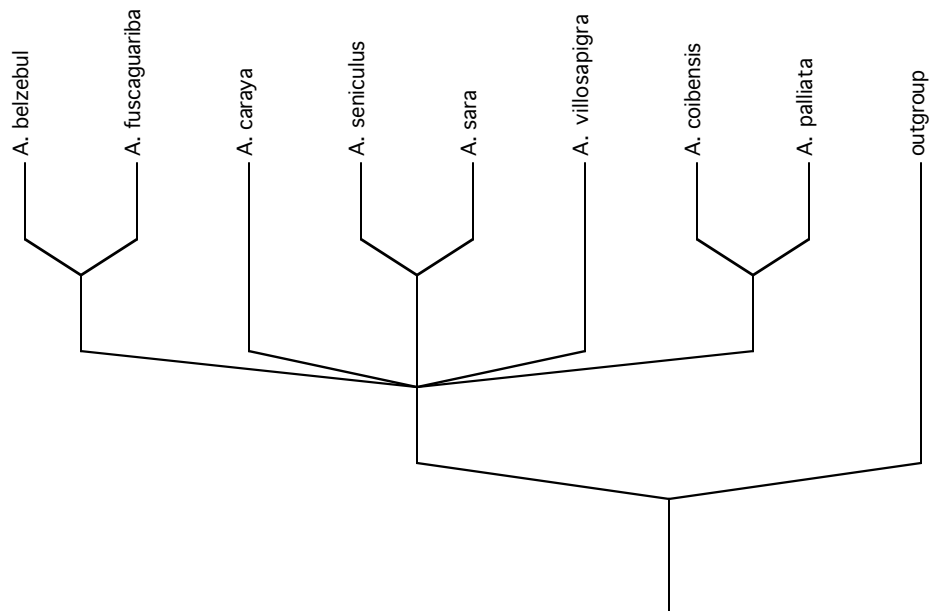 A. belzebul
A. fuscaguariba
A. caraya
A. seniculus
A. sara
A. villosapigra
A. coibensis
A. palliata
outgroup